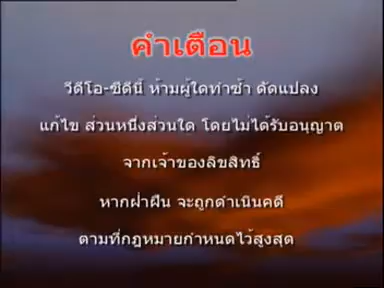 คำเตือน
วีดีโอ-ซีดีนี้ ห้ามผู้ใดทำซ้ำ ดัดแปลง
แก้ไข ส่วนหนึ่งส่วนใด โดยไม่ได้รับอนุญาต
จากเจ้าของลิขสิทธิ์
หากฝ่าฝืน จะถูกดำเนินคดี
ตามที่กฎหมายกำหนดไว้สูงสุด